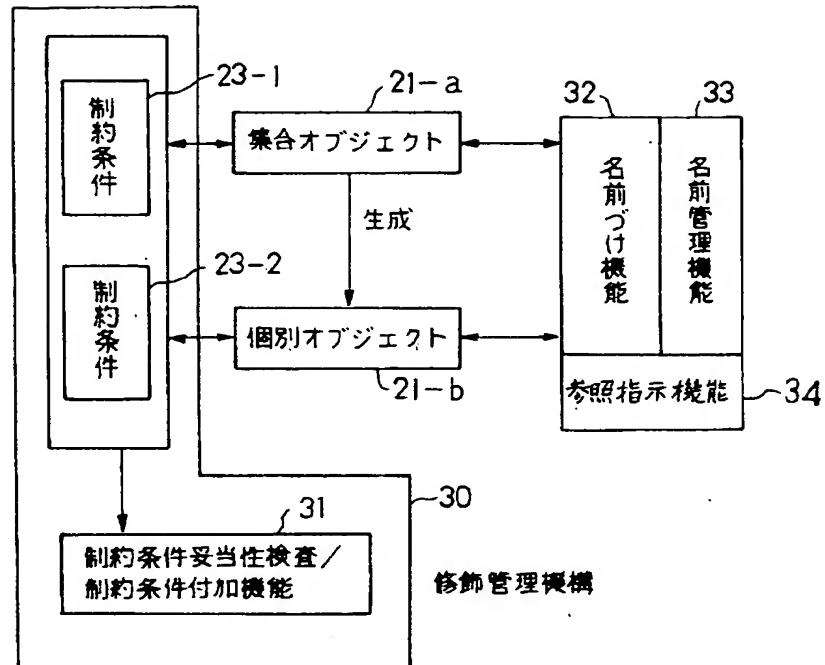 23-1
制約条件
21-a
集合オブジェクト
32
33
名前づけ機能
名前管理機能
生成
23-2
制約条件
個別オブジェクト
21-b
参照指示機能
34
30
31
制約条件妥当性検査/
制約条件付加機能
修飾管理機構